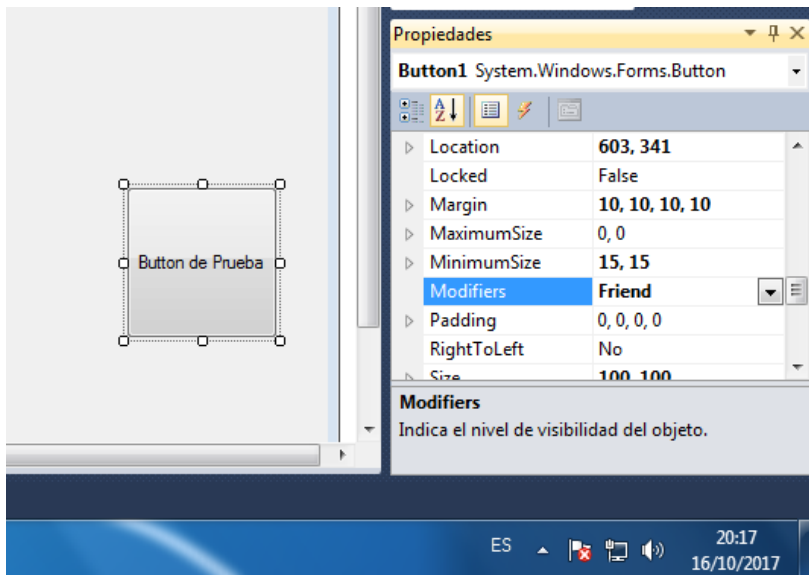 Propiedades
Button1 System.Windows.Forms.Button
Location 603, 341
Locked False
Margin 10, 10, 10, 10
MaximumSize 0, 0
MinimumSize 15, 15
Modifiers Friend
Padding 0, 0, 0, 0
RightToLeft No
Size 100, 100
Modifiers
Indica el nivel de visibilidad del objeto.
Button de Prueba
ES
20:17
16/10/2017